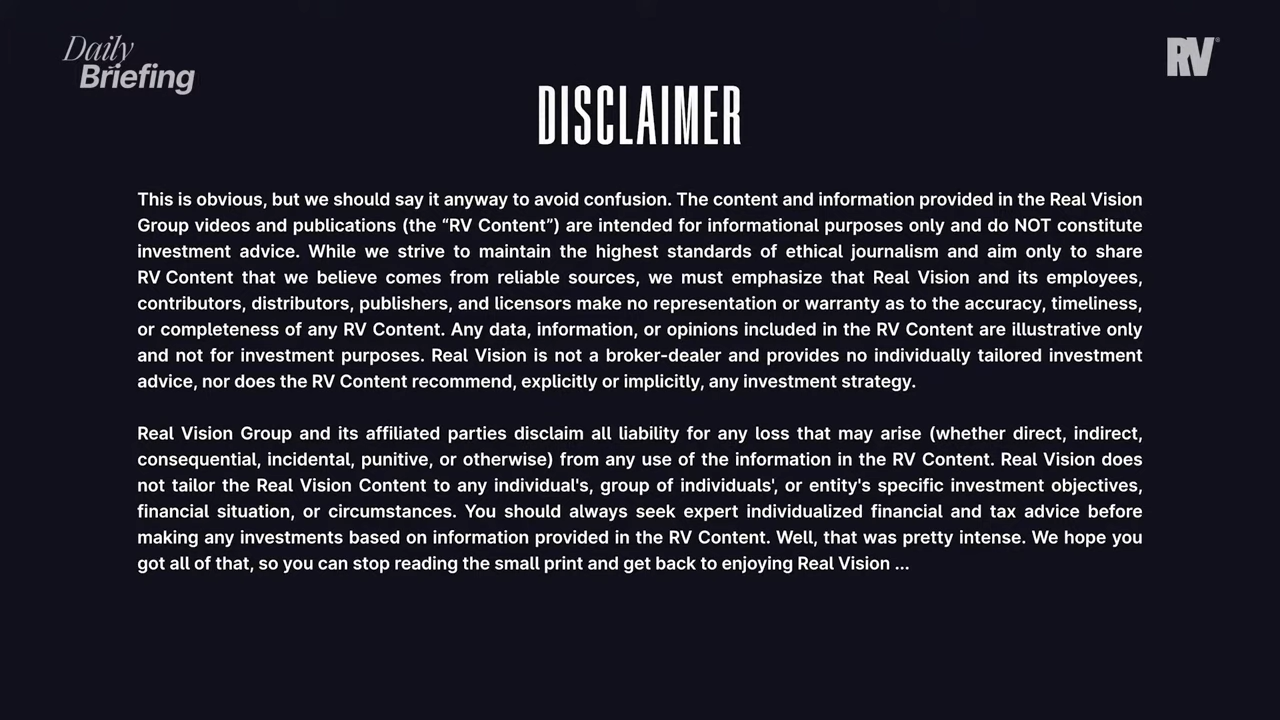 Daily
Briefing
RV
DISCLAIMER
This is obvious, but we should say it anyway to avoid confusion. The content and information provided in the Real Vision
Group videos and publications (the “RV Content”) are intended for informational purposes only and do NOT constitute
investment advice. While we strive to maintain the highest standards of ethical journalism and aim only to share
RV Content that we believe comes from reliable sources, we must emphasize that Real Vision and its employees,
contributors, distributors, publishers, and licensors make no representation or warranty as to the accuracy, timeliness,
or completeness of any RV Content. Any data, information, or opinions included in the RV Content are illustrative only
and not for investment purposes. Real Vision is not a broker-dealer and provides no individually tailored investment
advice, nor does the RV Content recommend, explicitly or implicitly, any investment strategy.
Real Vision Group and its affiliated parties disclaim all liability for any loss that may arise (whether direct, indirect,
consequential, incidental, punitive, or otherwise) from any use of the information in the RV Content. Real Vision does
not tailor the Real Vision Content to any individual's, group of individuals', or entity's specific investment objectives,
financial situation, or circumstances. You should always seek expert individualized financial and tax advice before
making any investments based on information provided in the RV Content. Well, that was pretty intense. We hope you
got all of that, so you can stop reading the small print and get back to enjoying Real Vision ...